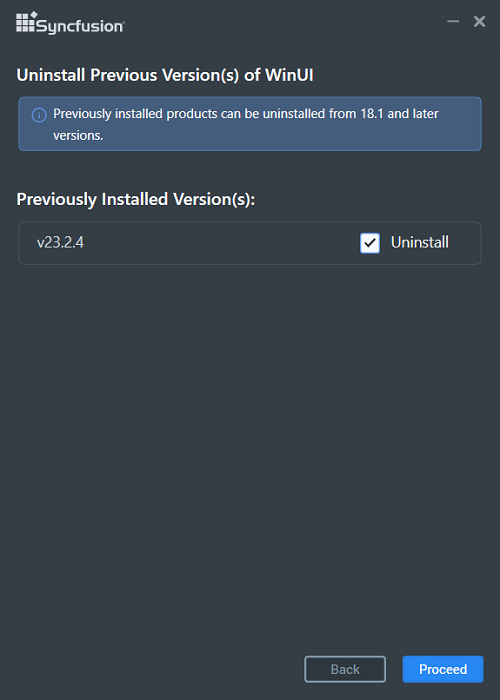 Syncfusion®
Uninstall Previous Version(s) of WinUI
Previously installed products can be uninstalled from 18.1 and later
versions.
Previously Installed Version(s):
v23.2.4 Uninstall
Back Proceed